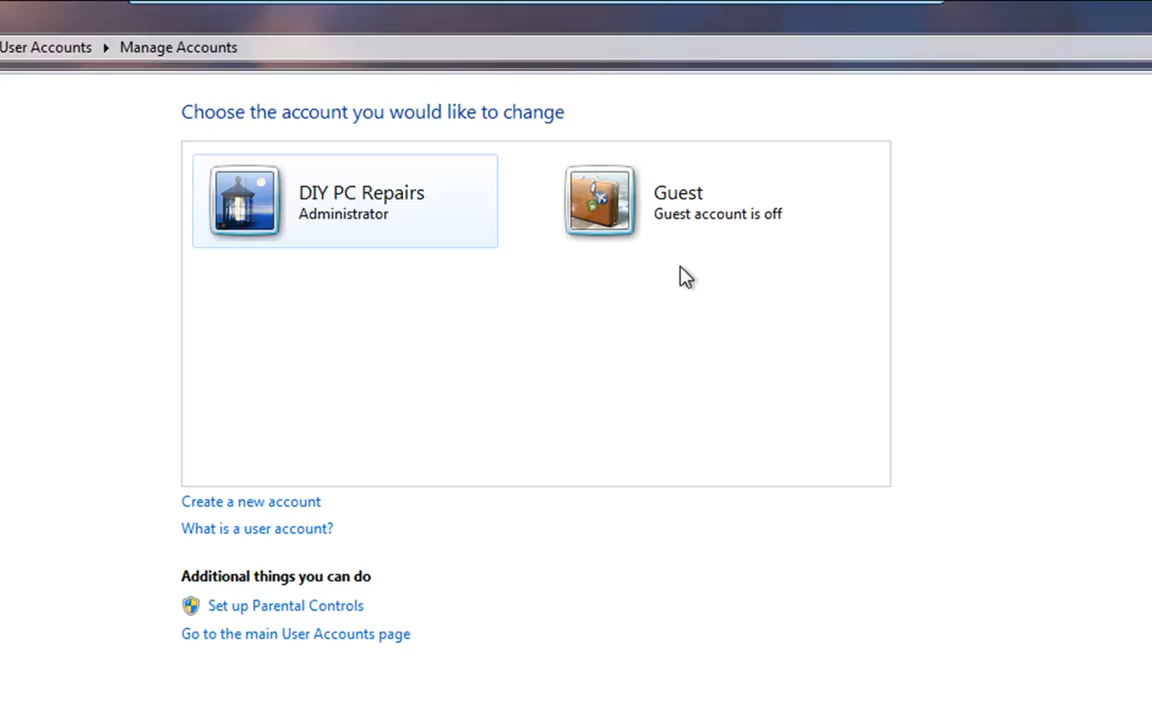 User Accounts Manage Accounts
Choose the account you would like to change
DIY PC Repairs
Administrator
Guest
Guest account is off
Create a new account
What is a user account?
Additional things you can do
Set up Parental Controls
Go to the main User Accounts page